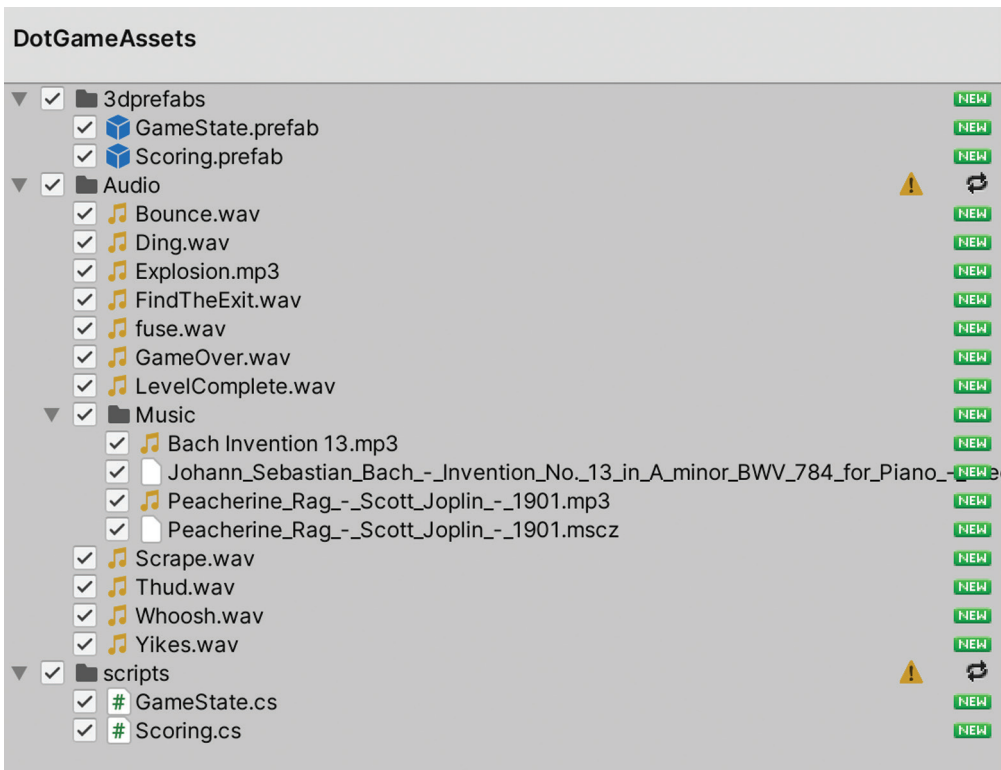 DotGameAssets
3dprefabs NEW
GameState.prefab NEW
Scoring.prefab NEW
Audio
Bounce.wav NEW
Ding.wav NEW
Explosion.mp3 NEW
FindTheExit.wav NEW
fuse.wav NEW
GameOver.wav NEW
LevelComplete.wav NEW
Music NEW
Bach Invention 13.mp3 NEW
Johann_Sebastian_Bach_-_Invention_No._13_in_A_minor_BWV_784_for_Piano_- NEW
Peacherine_Rag_-_Scott_Joplin_-_1901.mp3 NEW
Peacherine_Rag_-_Scott_Joplin_-_1901.mscz NEW
Scrape.wav NEW
Thud.wav NEW
Whoosh.wav NEW
Yikes.wav NEW
scripts
# GameState.cs NEW
# Scoring.cs NEW